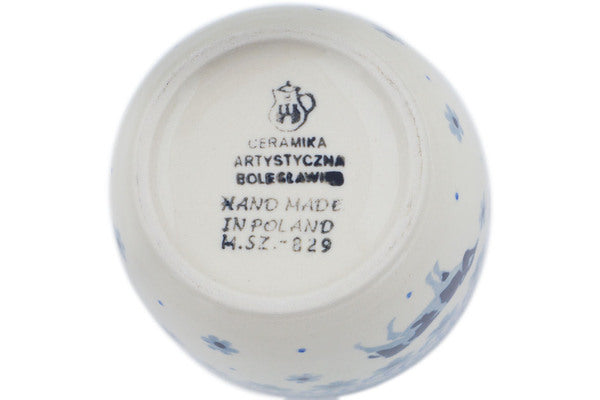 CERAMIKA
ARTYSTYCZNA
BOLESŁAWIEC
HAND MADE
IN POLAND
M.SZ.-829